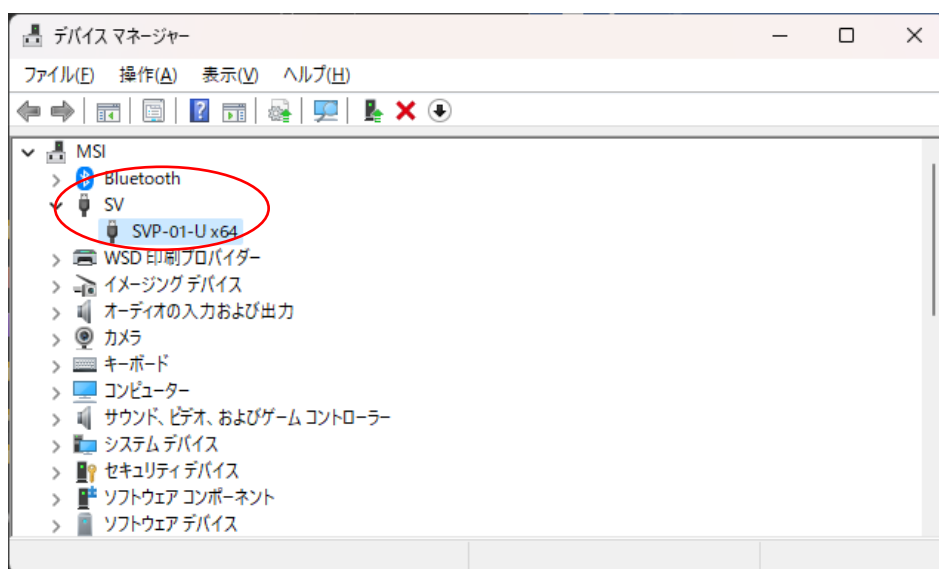 デバイス マネージャー
ファイル(F) 操作(A) 表示(V) ヘルプ(H)
MSI
Bluetooth
SV
SVP-01-U x64
WSD 印刷プロバイダー
イメージング デバイス
オーディオの入力および出力
カメラ
キーボード
コンピューター
サウンド、ビデオ、およびゲーム コントローラー
システム デバイス
セキュリティ デバイス
ソフトウェア コンポーネント
ソフトウェア デバイス